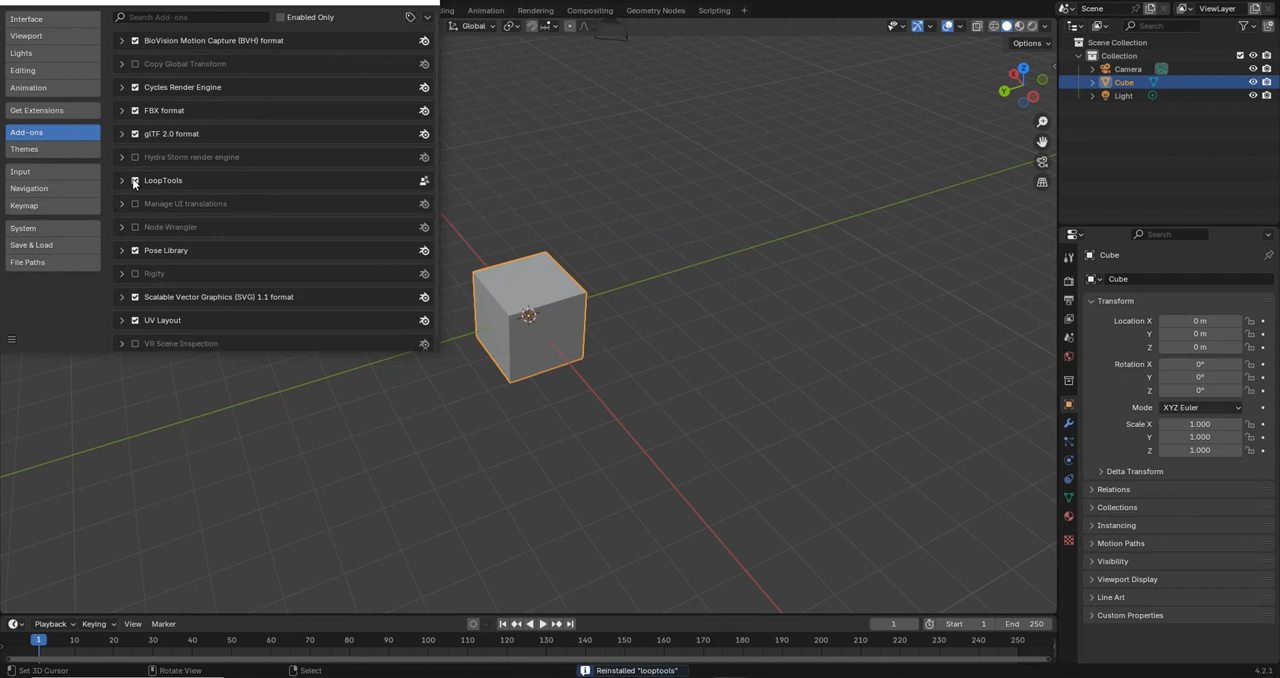 Interface
Viewport
Lights
Editing
Animation
Get Extensions
Add-ons
Themes
Input
Navigation
Keymap
System
Save & Load
File Paths
Search Add-ons
Enabled Only
BioVision Motion Capture (BVH) format
Copy Global Transform
Cycles Render Engine
FBX format
glTF 2.0 format
Hydra Storm render engine
LoopTools
Manage UI translations
Node Wrangler
Pose Library
Rigify
Scalable Vector Graphics (SVG) 1.1 format
UV Layout
VR Scene Inspection
Animation Rendering Compositing Geometry Nodes Scripting
Global
Options
Z
X
Y
Scene ViewLayer
Search
Scene Collection
Collection
Camera
Cube
Light
Search
Cube
Cube
Transform
Location X 0 m
Y 0 m
Z 0 m
Rotation X 0°
Y 0°
Z 0°
Mode XYZ Euler
Scale X 1.000
Y 1.000
Z 1.000
Delta Transform
Relations
Collections
Instancing
Motion Paths
Visibility
Viewport Display
Line Art
Custom Properties
Playback Keying View Marker
1 Start 1 End 250
1 10 20 30 40 50 60 70 80 90 100 110 120 130 140 150 160 170 180 190 200 210 220 230 240 250
Set 3D Cursor Rotate View Select Reinstalled "looptools" 4.2.1